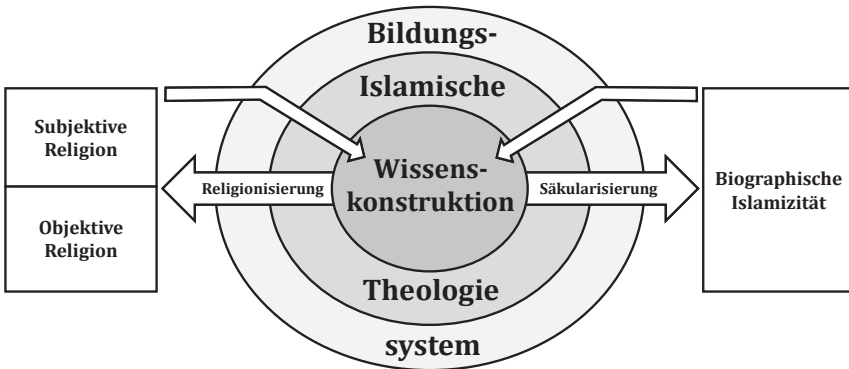 Bildungs-
Islamische
Subjektive
Religion
Objektive
Religion
Religionisierung
Wissens-
konstruktion
Säkularisierung
Biographische
Islamizität
Theologie
system